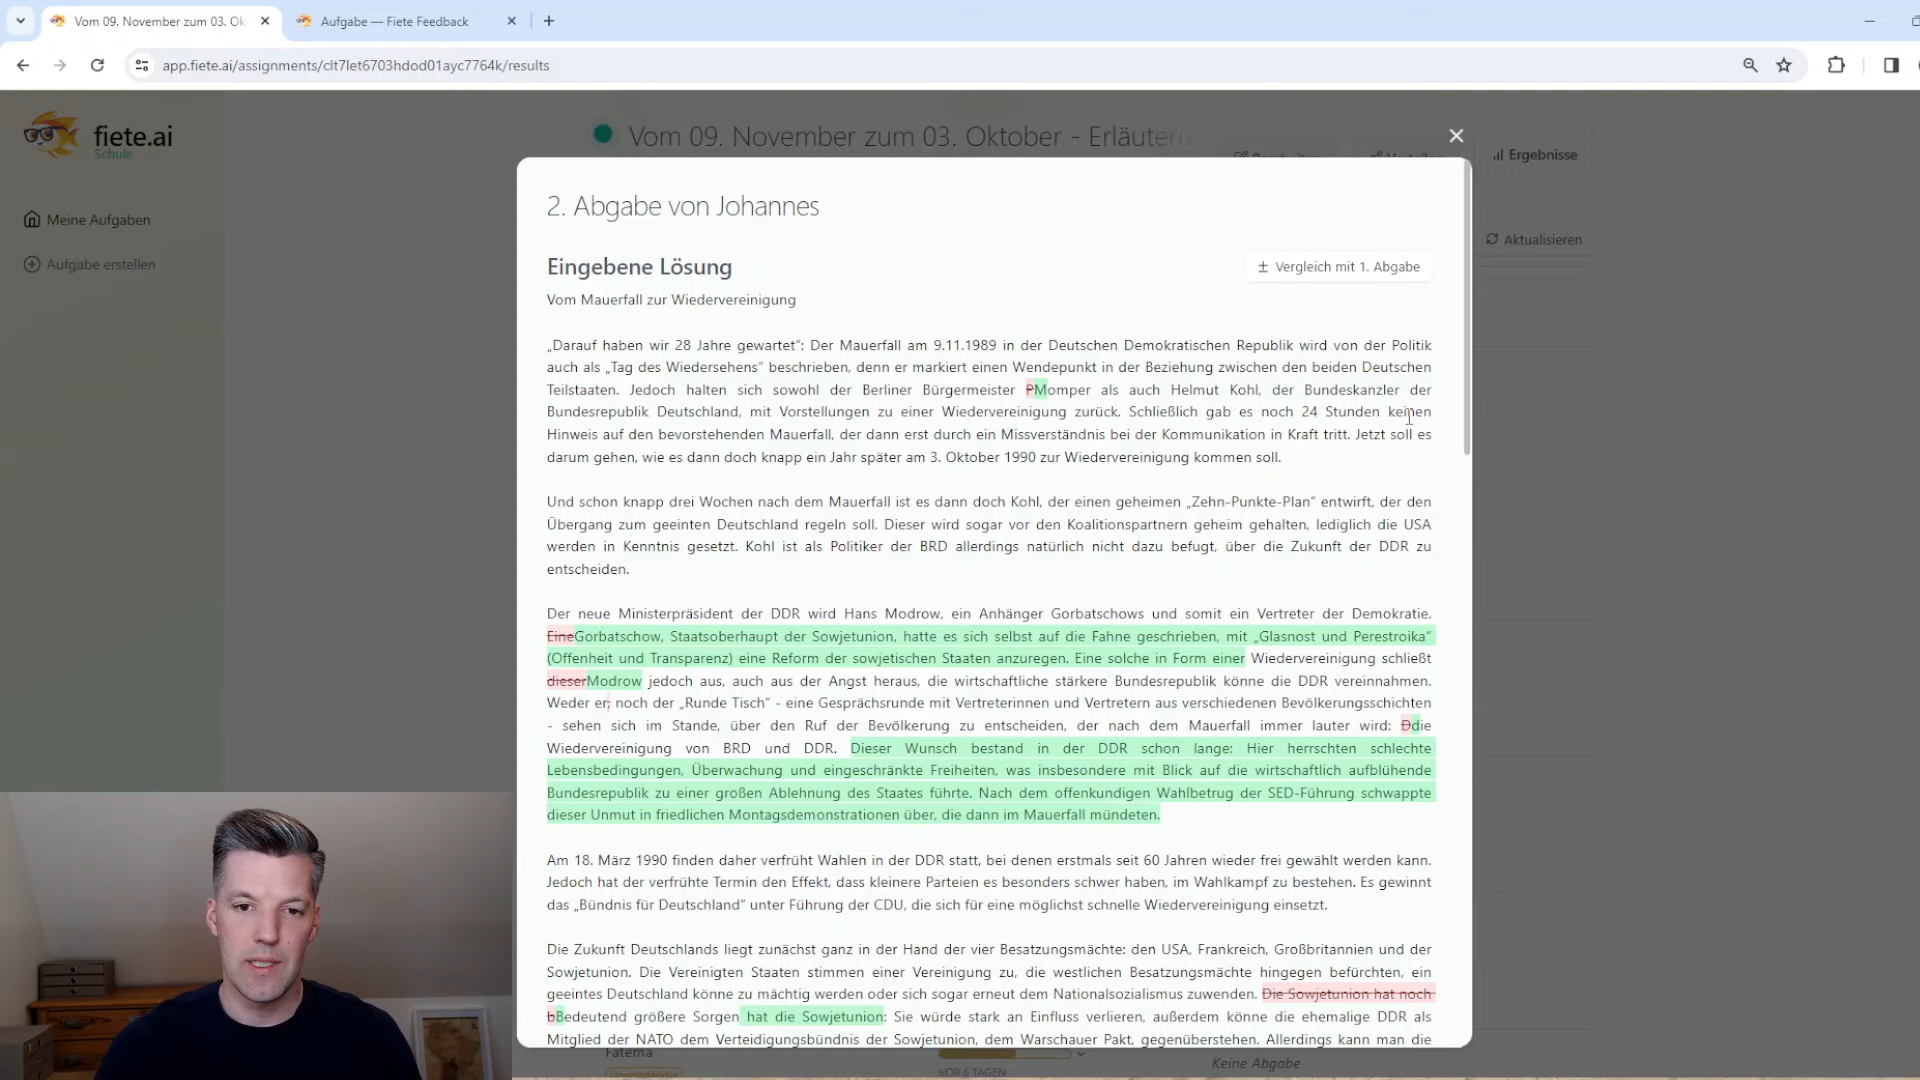 Vom 09. November zum 03. Ok
Aufgabe — Fiete Feedback
app.fiete.ai/assignments/clt7let6703hdod01ayc7764k/results
fiete.ai
Schule
Vom 09. November zum 03. Oktober - Erläuteru
Ergebnisse
Meine Aufgaben
Aufgabe erstellen
Aktualisieren
2. Abgabe von Johannes
Eingebene Lösung
± Vergleich mit 1. Abgabe
Vom Mauerfall zur Wiedervereinigung
„Darauf haben wir 28 Jahre gewartet“: Der Mauerfall am 9.11.1989 in der Deutschen Demokratischen Republik wird von der Politik
auch als „Tag des Wiedersehens“ beschrieben, denn er markiert einen Wendepunkt in der Beziehung zwischen den beiden Deutschen
Teilstaaten. Jedoch halten sich sowohl der Berliner Bürgermeister PMomper als auch Helmut Kohl, der Bundeskanzler der
Bundesrepublik Deutschland, mit Vorstellungen zu einer Wiedervereinigung zurück. Schließlich gab es noch 24 Stunden keinen
Hinweis auf den bevorstehenden Mauerfall, der dann erst durch ein Missverständnis bei der Kommunikation in Kraft tritt. Jetzt soll es
darum gehen, wie es dann doch knapp ein Jahr später am 3. Oktober 1990 zur Wiedervereinigung kommen soll.
Und schon knapp drei Wochen nach dem Mauerfall ist es dann doch Kohl, der einen geheimen „Zehn-Punkte-Plan“ entwirft, der den
Übergang zum geeinten Deutschland regeln soll. Dieser wird sogar vor den Koalitionspartnern geheim gehalten, lediglich die USA
werden in Kenntnis gesetzt. Kohl ist als Politiker der BRD allerdings natürlich nicht dazu befugt, über die Zukunft der DDR zu
entscheiden.
Der neue Ministerpräsident der DDR wird Hans Modrow, ein Anhänger Gorbatschows und somit ein Vertreter der Demokratie.
EineGorbatschow, Staatsoberhaupt der Sowjetunion, hatte es sich selbst auf die Fahne geschrieben, mit „Glasnost und Perestroika“
(Offenheit und Transparenz) eine Reform der sowjetischen Staaten anzuregen. Eine solche in Form einer Wiedervereinigung schließt
dieserModrow jedoch aus, auch aus der Angst heraus, die wirtschaftliche stärkere Bundesrepublik könne die DDR vereinnahmen.
Weder er, noch der „Runde Tisch“ - eine Gesprächsrunde mit Vertreterinnen und Vertretern aus verschiedenen Bevölkerungsschichten
- sehen sich im Stande, über den Ruf der Bevölkerung zu entscheiden, der nach dem Mauerfall immer lauter wird: Ddie
Wiedervereinigung von BRD und DDR. Dieser Wunsch bestand in der DDR schon lange: Hier herrschten schlechte
Lebensbedingungen, Überwachung und eingeschränkte Freiheiten, was insbesondere mit Blick auf die wirtschaftlich aufblühende
Bundesrepublik zu einer großen Ablehnung des Staates führte. Nach dem offenkundigen Wahlbetrug der SED-Führung schwappte
dieser Unmut in friedlichen Montagsdemonstrationen über, die dann im Mauerfall mündeten.
Am 18. März 1990 finden daher verfrüht Wahlen in der DDR statt, bei denen erstmals seit 60 Jahren wieder frei gewählt werden kann.
Jedoch hat der verfrühte Termin den Effekt, dass kleinere Parteien es besonders schwer haben, im Wahlkampf zu bestehen. Es gewinnt
das „Bündnis für Deutschland“ unter Führung der CDU, die sich für eine möglichst schnelle Wiedervereinigung einsetzt.
Die Zukunft Deutschlands liegt zunächst ganz in der Hand der vier Besatzungsmächte: den USA, Frankreich, Großbritannien und der
Sowjetunion. Die Vereinigten Staaten stimmen einer Vereinigung zu, die westlichen Besatzungsmächte hingegen befürchten, ein
geeintes Deutschland könne zu mächtig werden oder sich sogar erneut dem Nationalsozialismus zuwenden. Die Sowjetunion hat noch
bBedeutend größere Sorgen hat die Sowjetunion: Sie würde stark an Einfluss verlieren, außerdem könne die ehemalige DDR als
Mitglied der NATO dem Verteidigungsbündnis der Sowjetunion, dem Warschauer Pakt, gegenüberstehen. Allerdings kann man die
Fatema
VOR 6 TAGEN
Keine Abgabe